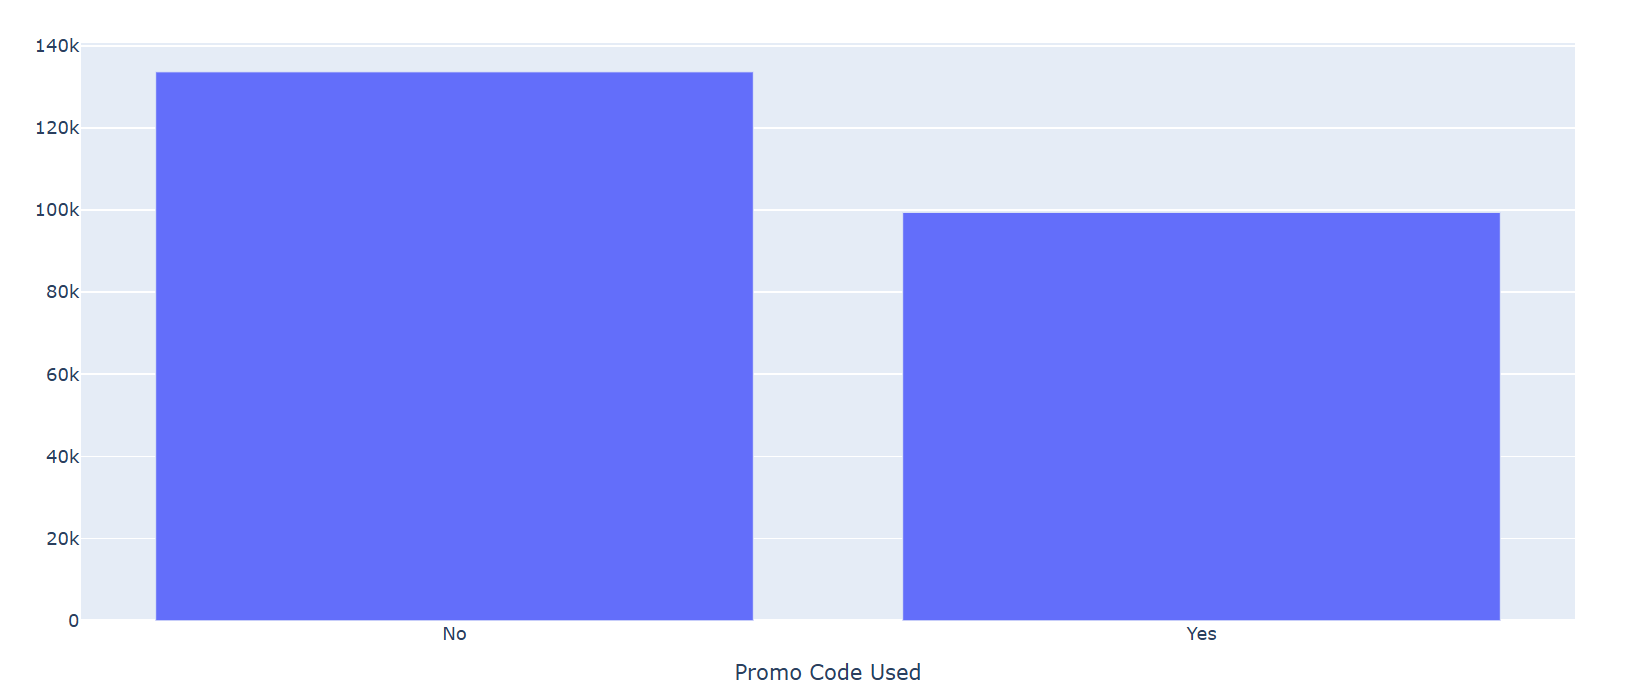 140k
120k
100k
80k
60k
40k
20k
0
No Yes
Promo Code Used